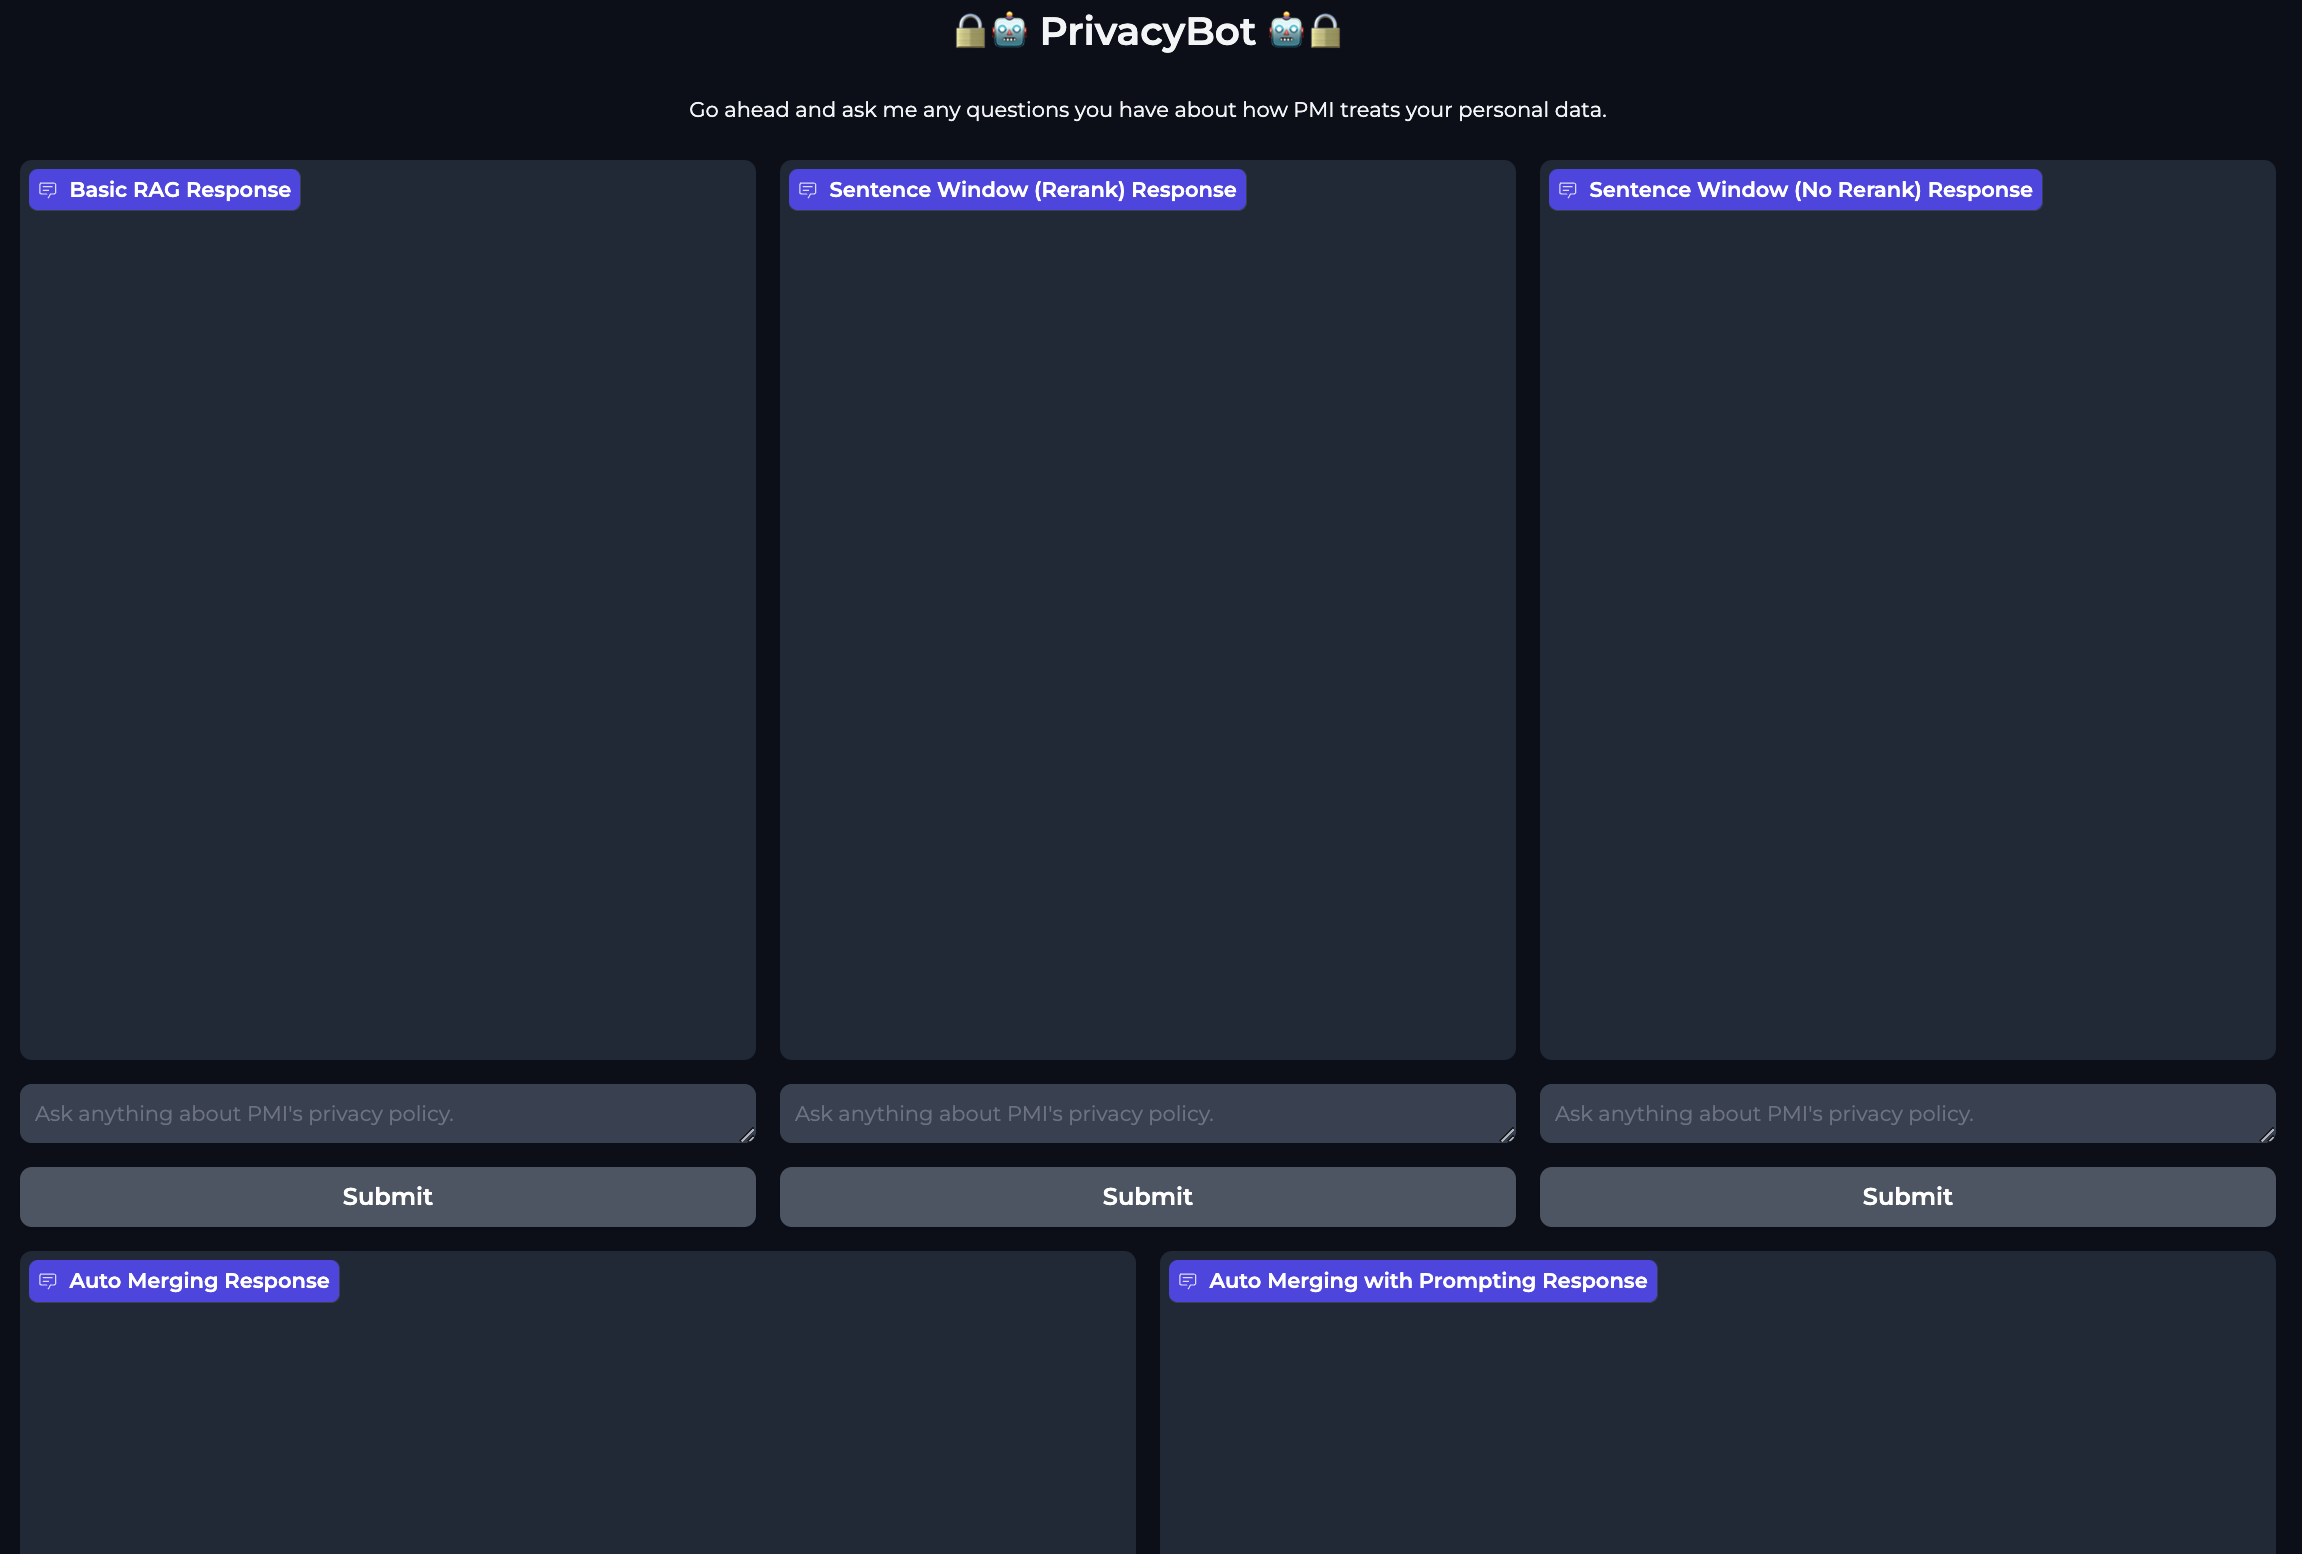 🔒🤖 PrivacyBot 🤖🔒
Go ahead and ask me any questions you have about how PMI treats your personal data.
Basic RAG Response
Sentence Window (Rerank) Response
Sentence Window (No Rerank) Response
Ask anything about PMI's privacy policy.
Ask anything about PMI's privacy policy.
Ask anything about PMI's privacy policy.
Submit
Submit
Submit
Auto Merging Response
Auto Merging with Prompting Response